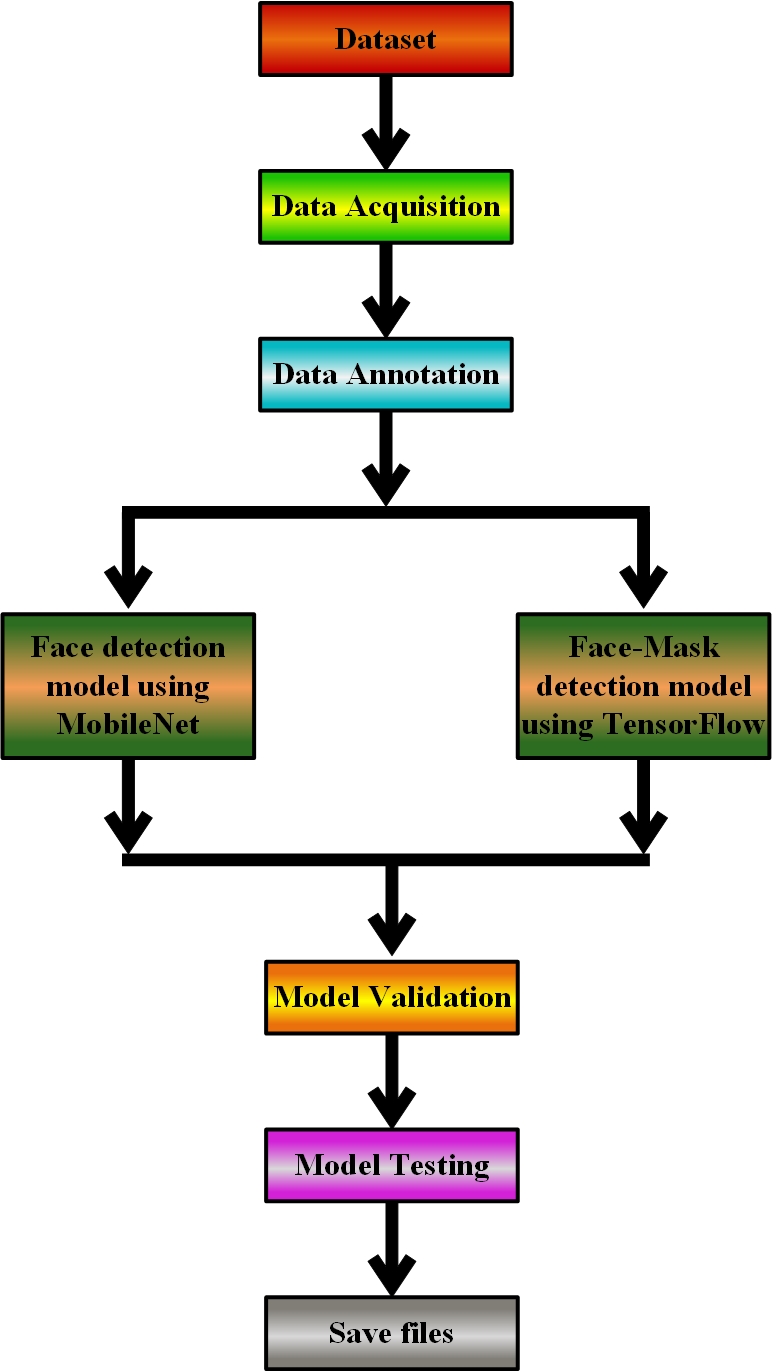 Dataset
Data Acquisition
Data Annotation
Face detection
model using
MobileNet
Face-Mask
detection model
using TensorFlow
Model Validation
Model Testing
Save files